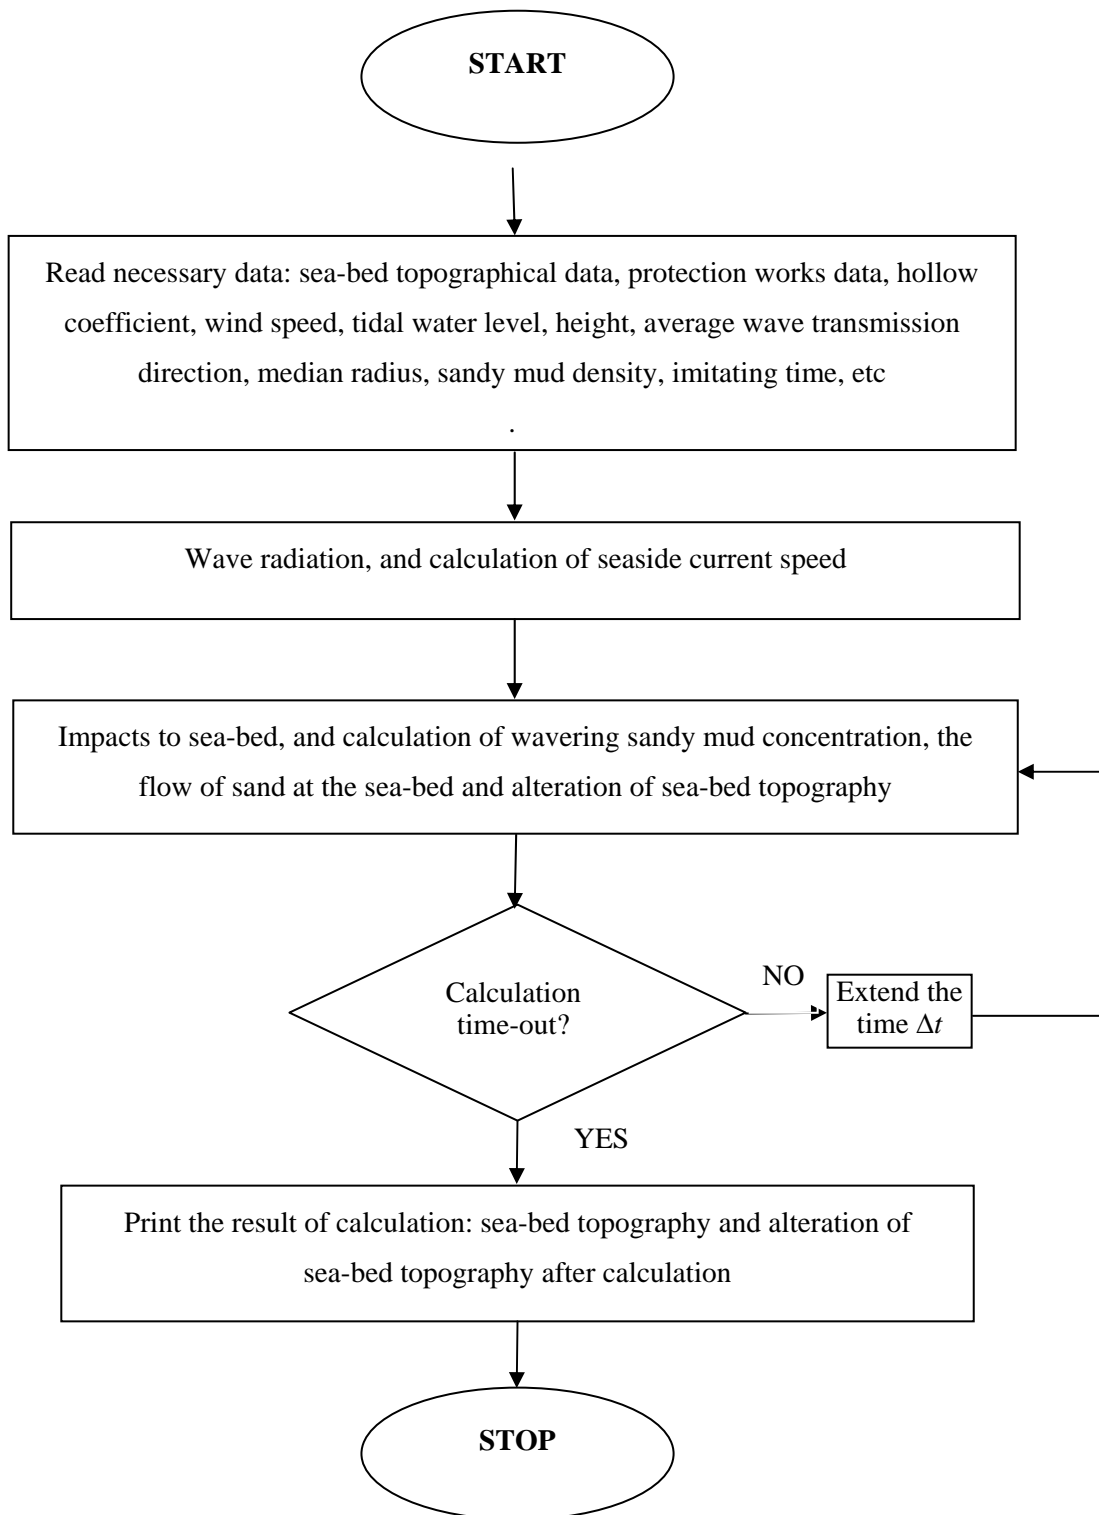 START
Read necessary data: sea-bed topographical data, protection works data, hollow
coefficient, wind speed, tidal water level, height, average wave transmission
direction, median radius, sandy mud density, imitating time, etc
.
Wave radiation, and calculation of seaside current speed
Impacts to sea-bed, and calculation of wavering sandy mud concentration, the
flow of sand at the sea-bed and alteration of sea-bed topography
Calculation
time-out?
NO
Extend the
time Δt
YES
Print the result of calculation: sea-bed topography and alteration of
sea-bed topography after calculation
STOP